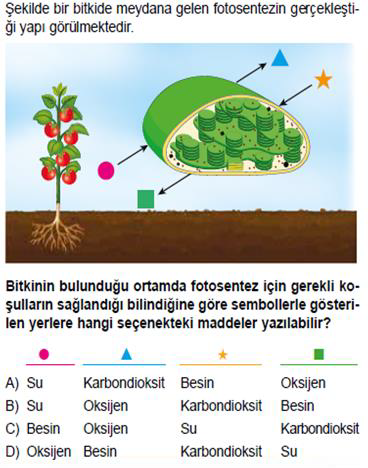 Şekilde bir bitkide meydana gelen fotosentezin gerçekleşti-
ği yapı görülmektedir.
Bitkinin bulunduğu ortamda fotosentez için gerekli ko-
şulların sağlandığı bilindiğine göre sembollerle gösteri-
len yerlere hangi seçenekteki maddeler yazılabilir?
A) Su Karbondioksit Besin Oksijen
B) Su Oksijen Karbondioksit Besin
C) Besin Oksijen Su Karbondioksit
D) Oksijen Besin Karbondioksit Su